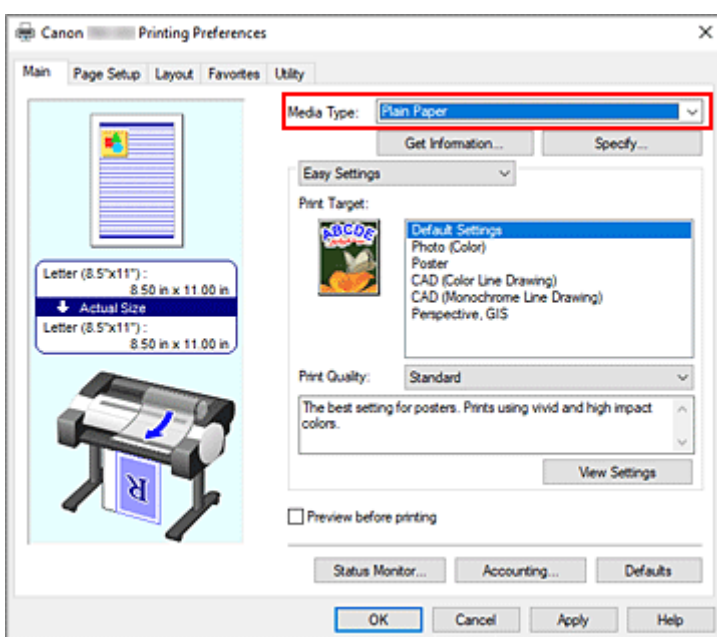 Canon Printing Preferences
Main Page Setup Layout Favorites Utility
Media Type: Plain Paper
Get Information... Specify...
Easy Settings
Print Target:
ABCDE
Default Settings
Photo (Color)
Poster
CAD (Color Line Drawing)
CAD (Monochrome Line Drawing)
Perspective, GIS
Letter (8.5"x11") :
8.50 in x 11.00 in
Actual Size
Letter (8.5"x11") :
8.50 in x 11.00 in
Print Quality: Standard
The best setting for posters. Prints using vivid and high impact
colors.
View Settings
R
Preview before printing
Status Monitor... Accounting... Defaults
OK Cancel Apply Help